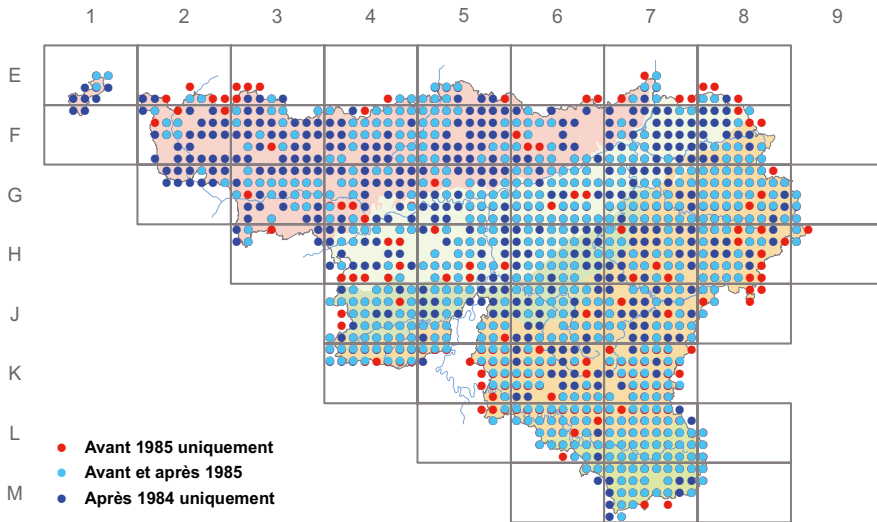 1 2 3 4 5 6 7 8 9
E
F
G
H
J
K
L
M
Avant 1985 uniquement
Avant et après 1985
Après 1984 uniquement